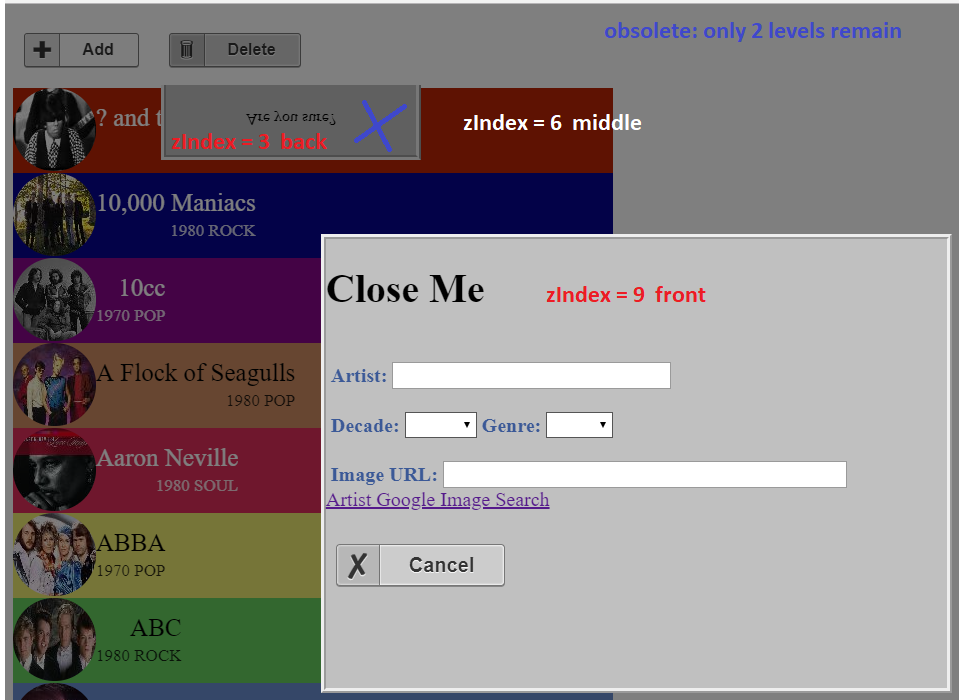 obsolete: only 2 levels remain
Add
Delete
? and t
Are you sure?
zIndex = 3 back
zIndex = 6 middle
10,000 Maniacs
1980 ROCK
10cc
1970 POP
A Flock of Seagulls
1980 POP
Aaron Neville
1980 SOUL
ABBA
1970 POP
ABC
1980 ROCK
Close Me
zIndex = 9 front
Artist:
Decade: Genre:
Image URL:
Artist Google Image Search
X Cancel